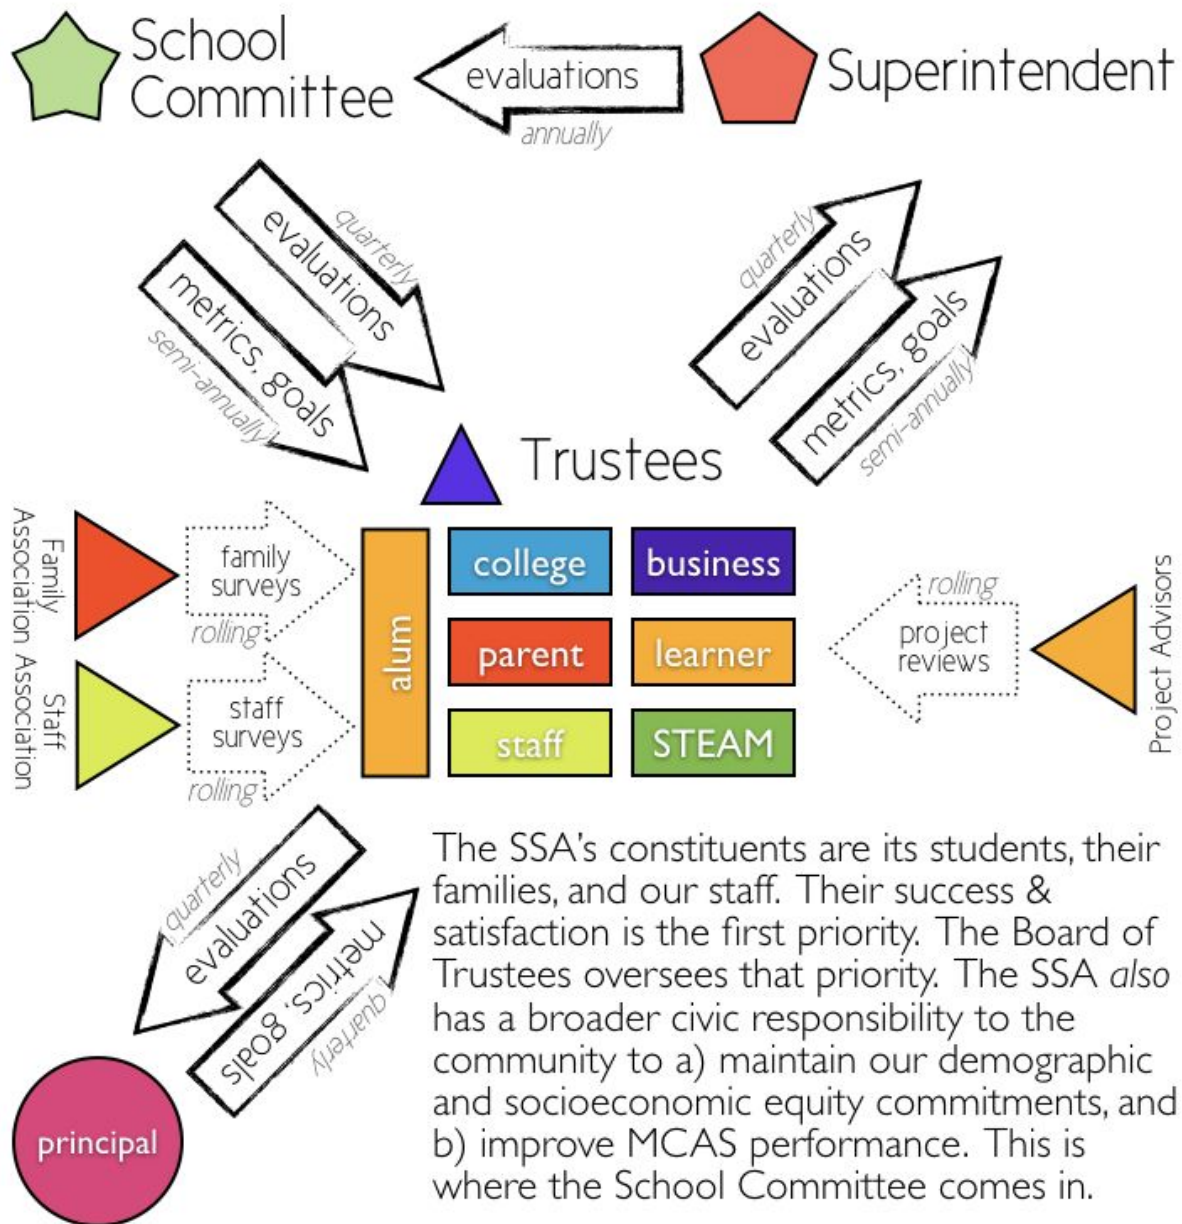 School
Committee
evaluations
annually
Superintendent
quarterly
evaluations
metrics, goals
semi-annually
quarterly
evaluations
metrics, goals
semi-annually
Trustees
Family
Association
family
surveys
rolling
Staff
Association
staff
surveys
rolling
alum
college
business
parent
learner
staff
STEAM
rolling
project
reviews
Project Advisors
quarterly
evaluations
metrics, goals
quarterly
principal
The SSA's constituents are its students, their
families, and our staff. Their success &
satisfaction is the first priority. The Board of
Trustees oversees that priority. The SSA also
has a broader civic responsibility to the
community to a) maintain our demographic
and socioeconomic equity commitments, and
b) improve MCAS performance. This is
where the School Committee comes in.